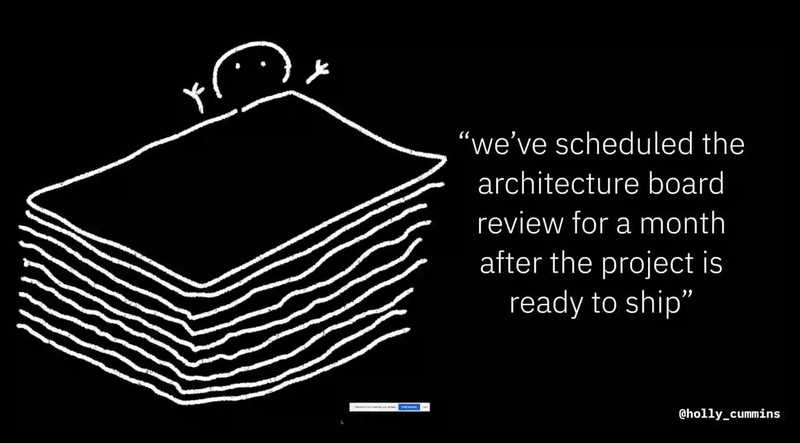 “we’ve scheduled the
architecture board
review for a month
after the project is
ready to ship”
@holly_cummins